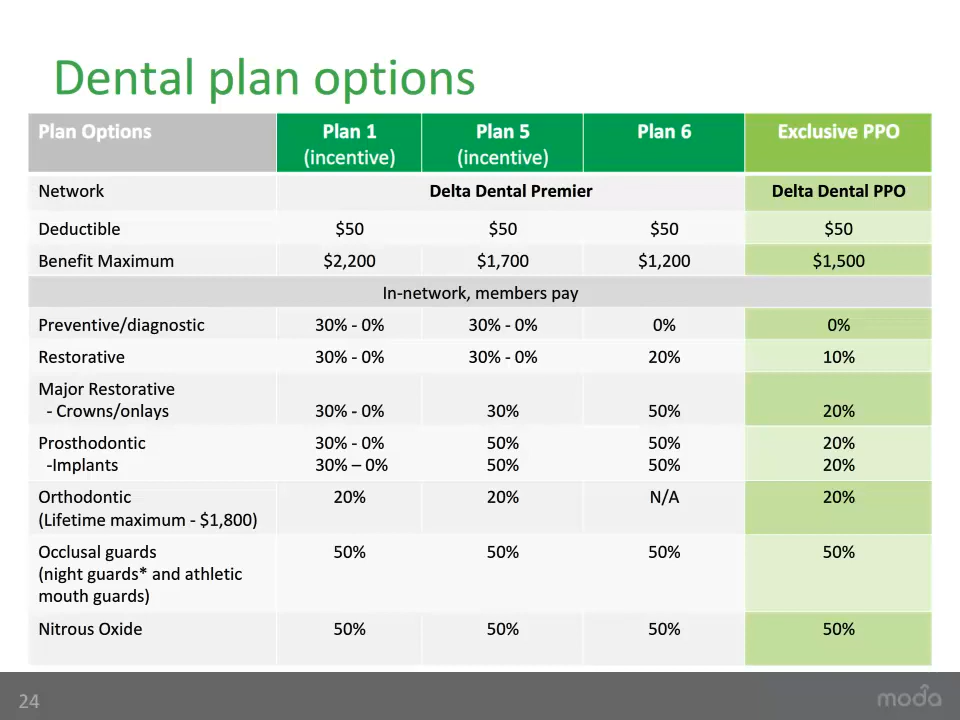 Dental plan options
Plan Options Plan 1 Plan 5 Plan 6 Exclusive PPO
(incentive) (incentive)
Network Delta Dental Premier Delta Dental PPO
Deductible $50 $50 $50 $50
Benefit Maximum $2,200 $1,700 $1,200 $1,500
In-network, members pay
Preventive/diagnostic 30% - 0% 30% - 0% 0% 0%
Restorative 30% - 0% 30% - 0% 20% 10%
Major Restorative
- Crowns/onlays 30% - 0% 30% 50% 20%
Prosthodontic 30% - 0% 50% 50% 20%
-Implants 30% – 0% 50% 50% 20%
Orthodontic 20% 20% N/A 20%
(Lifetime maximum - $1,800)
Occlusal guards 50% 50% 50% 50%
(night guards* and athletic
mouth guards)
Nitrous Oxide 50% 50% 50% 50%
24 moda